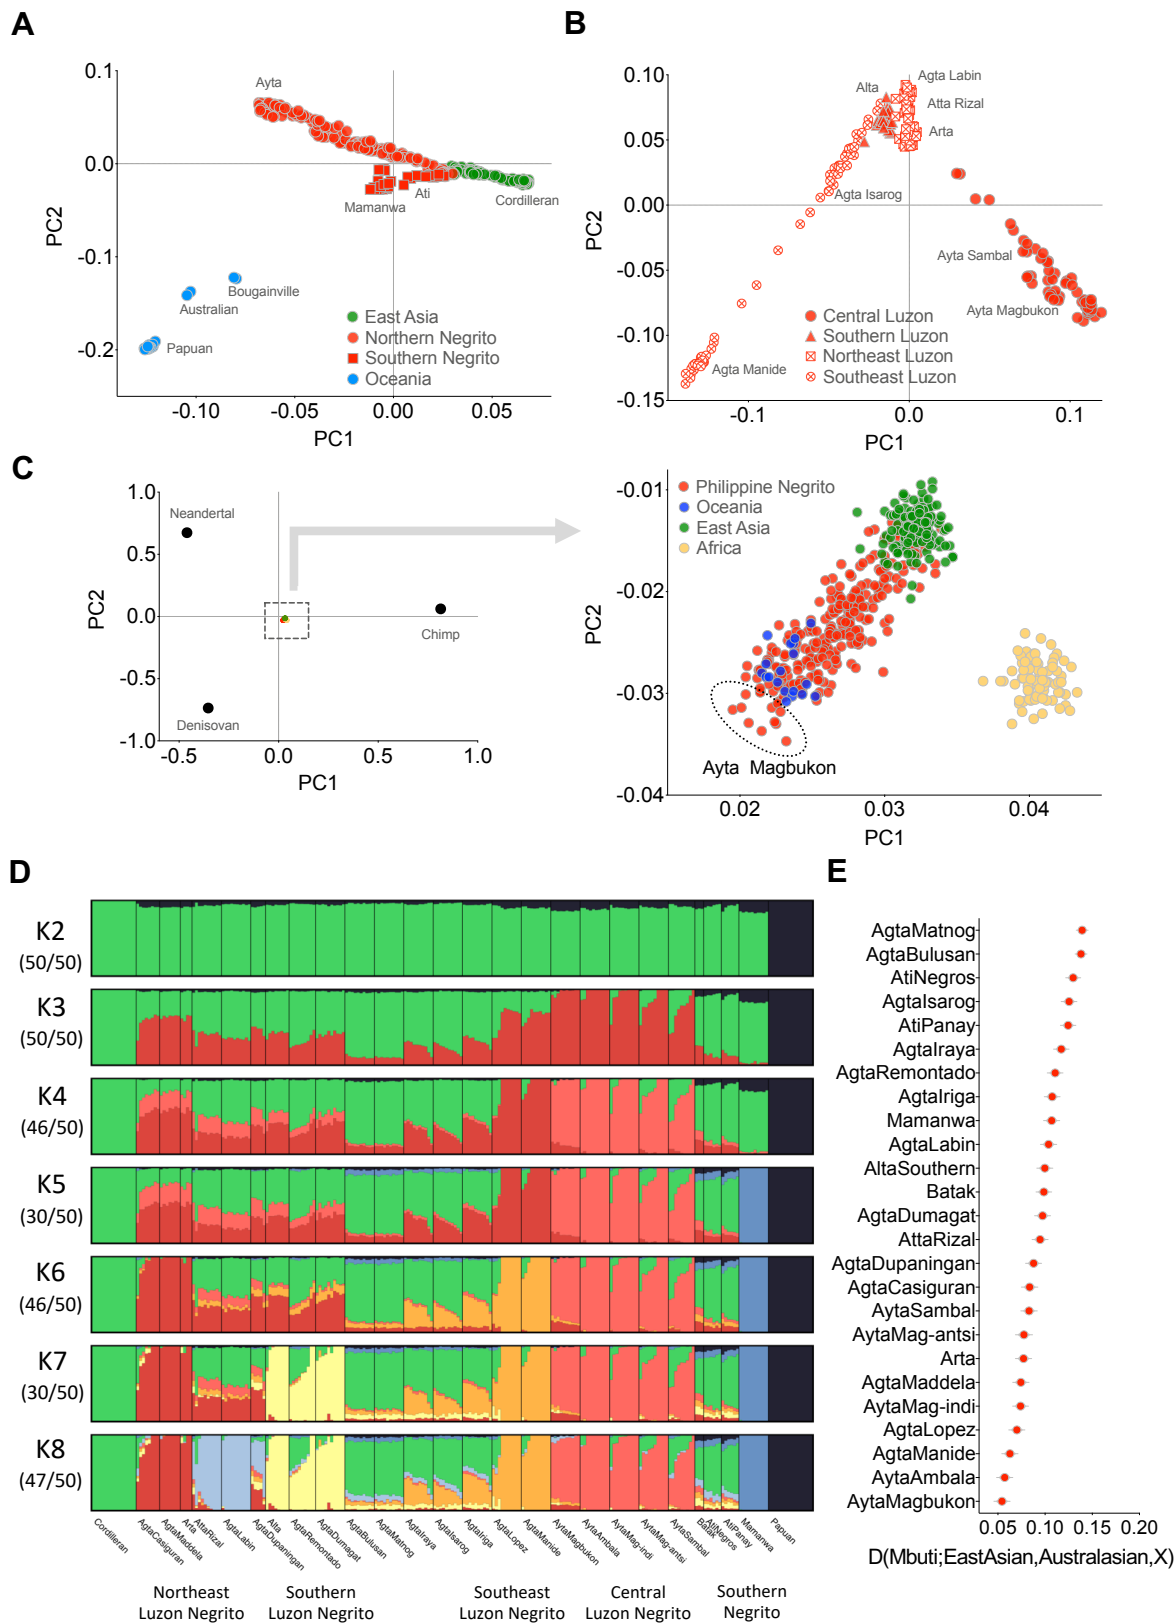 A
0.1
0.0
-0.1
-0.2
PC2
-0.10
-0.05
0.00
0.05
PC1
Ayta
Mamanwa
Ati
Cordilleran
Bougainville
Australian
Papuan
East Asia
Northern Negrito
Southern Negrito
Oceania
B
0.10
0.05
0.00
-0.05
-0.10
-0.15
PC2
-0.1
0.0
0.1
PC1
Agta Labin
Alta
Atta Rizal
Arta
Agta Isarog
Ayta Sambal
Ayta Magbukon
Agta Manide
Central Luzon
Southern Luzon
Northeast Luzon
Southeast Luzon
C
1.0
0.5
0.0
-0.5
-1.0
PC2
-0.5
0.0
0.5
1.0
PC1
Neandertal
Chimp
Denisovan
-0.01
-0.02
-0.03
-0.04
PC2
0.02
0.03
0.04
PC1
Philippine Negrito
Oceania
East Asia
Africa
Ayta Magbukon
D
K2
(50/50)
K3
(50/50)
K4
(46/50)
K5
(30/50)
K6
(46/50)
K7
(30/50)
K8
(47/50)
Cordilleran
AgtaCasiguran
AgtaMaddela
Arta
AttaRizal
AgtaLabin
AgtaDupaningan
Alta
AgtaRemontado
AgtaDumagat
AgtaBulusan
AgtaMatnog
AgtaIraya
AgtaIsarog
AgtaIriga
AgtaLopez
AgtaManide
AytaMagbukon
AytaAmbala
AytaMag-indi
AytaMag-antsi
AytaSambal
Batak
AtiNegros
AtiPanay
Mamanwa
Papuan
Northeast
Luzon Negrito
Southern
Luzon Negrito
Southeast
Luzon Negrito
Central
Luzon Negrito
Southern
Negrito
E
AgtaMatnog
AgtaBulusan
AtiNegros
AgtaIsarog
AtiPanay
AgtaIraya
AgtaRemontado
AgtaIriga
Mamanwa
AgtaLabin
AltaSouthern
Batak
AgtaDumagat
AttaRizal
AgtaDupaningan
AgtaCasiguran
AytaSambal
AytaMag-antsi
Arta
AgtaMaddela
AytaMag-indi
AgtaLopez
AgtaManide
AytaAmbala
AytaMagbukon
0.05 0.10 0.15 0.20
D(Mbuti;EastAsian,Australasian,X)